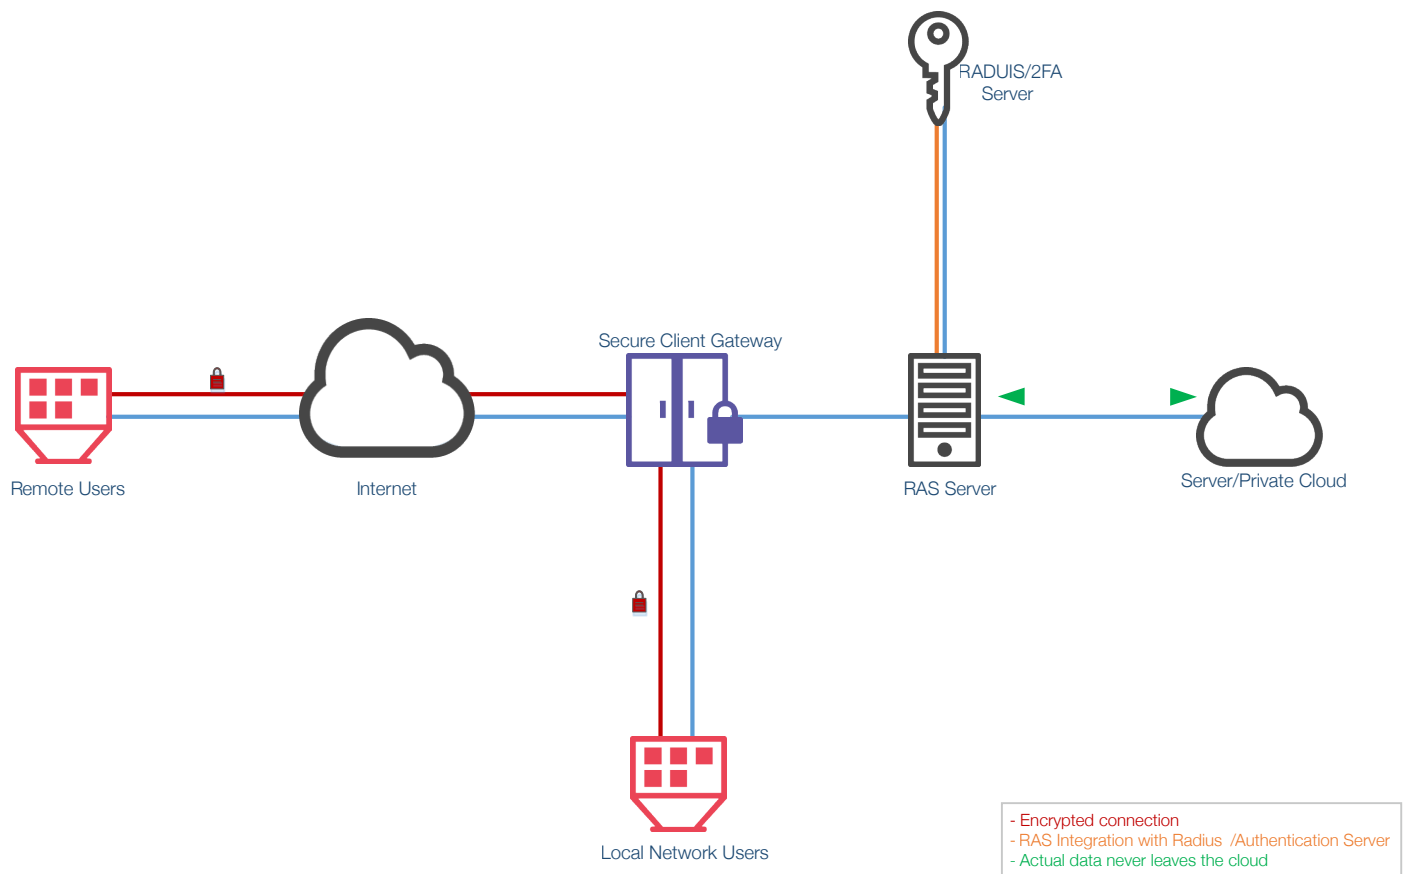 RADUIS/2FA
Server
Secure Client Gateway
Remote Users
Internet
RAS Server
Server/Private Cloud
Local Network Users
- Encrypted connection
- RAS Integration with Radius /Authentication Server
- Actual data never leaves the cloud